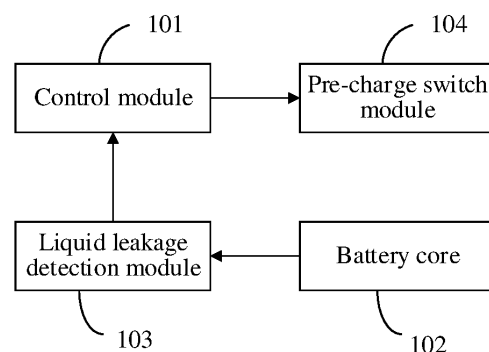 101
104
Control module
Pre-charge switch
module
Liquid leakage
detection module
Battery core
103
102